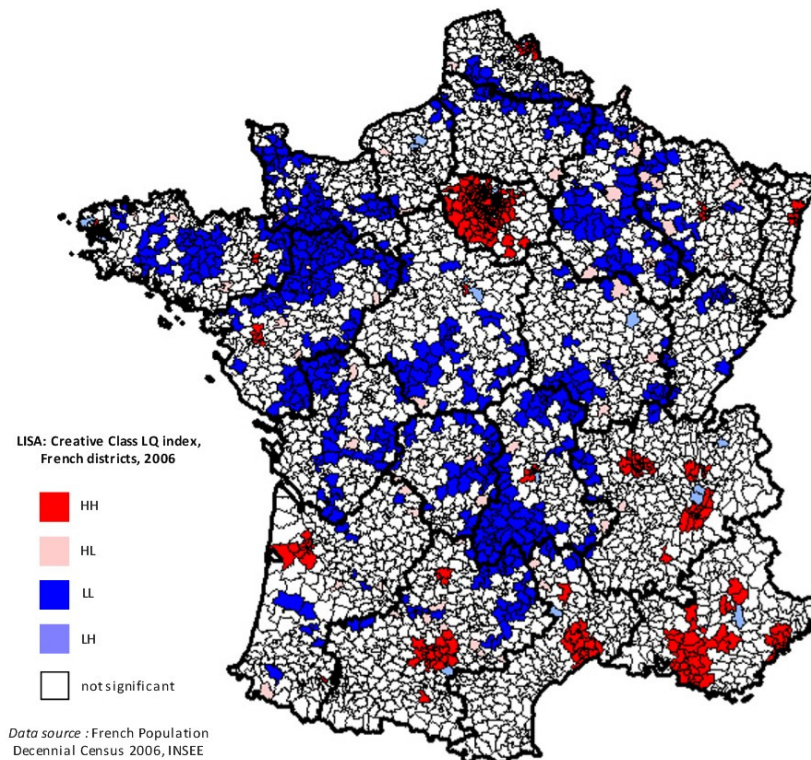 LISA: Creative Class LQ index,
French districts, 2006
HH
HL
LL
LH
not significant
Data source : French Population
Decennial Census 2006, INSEE